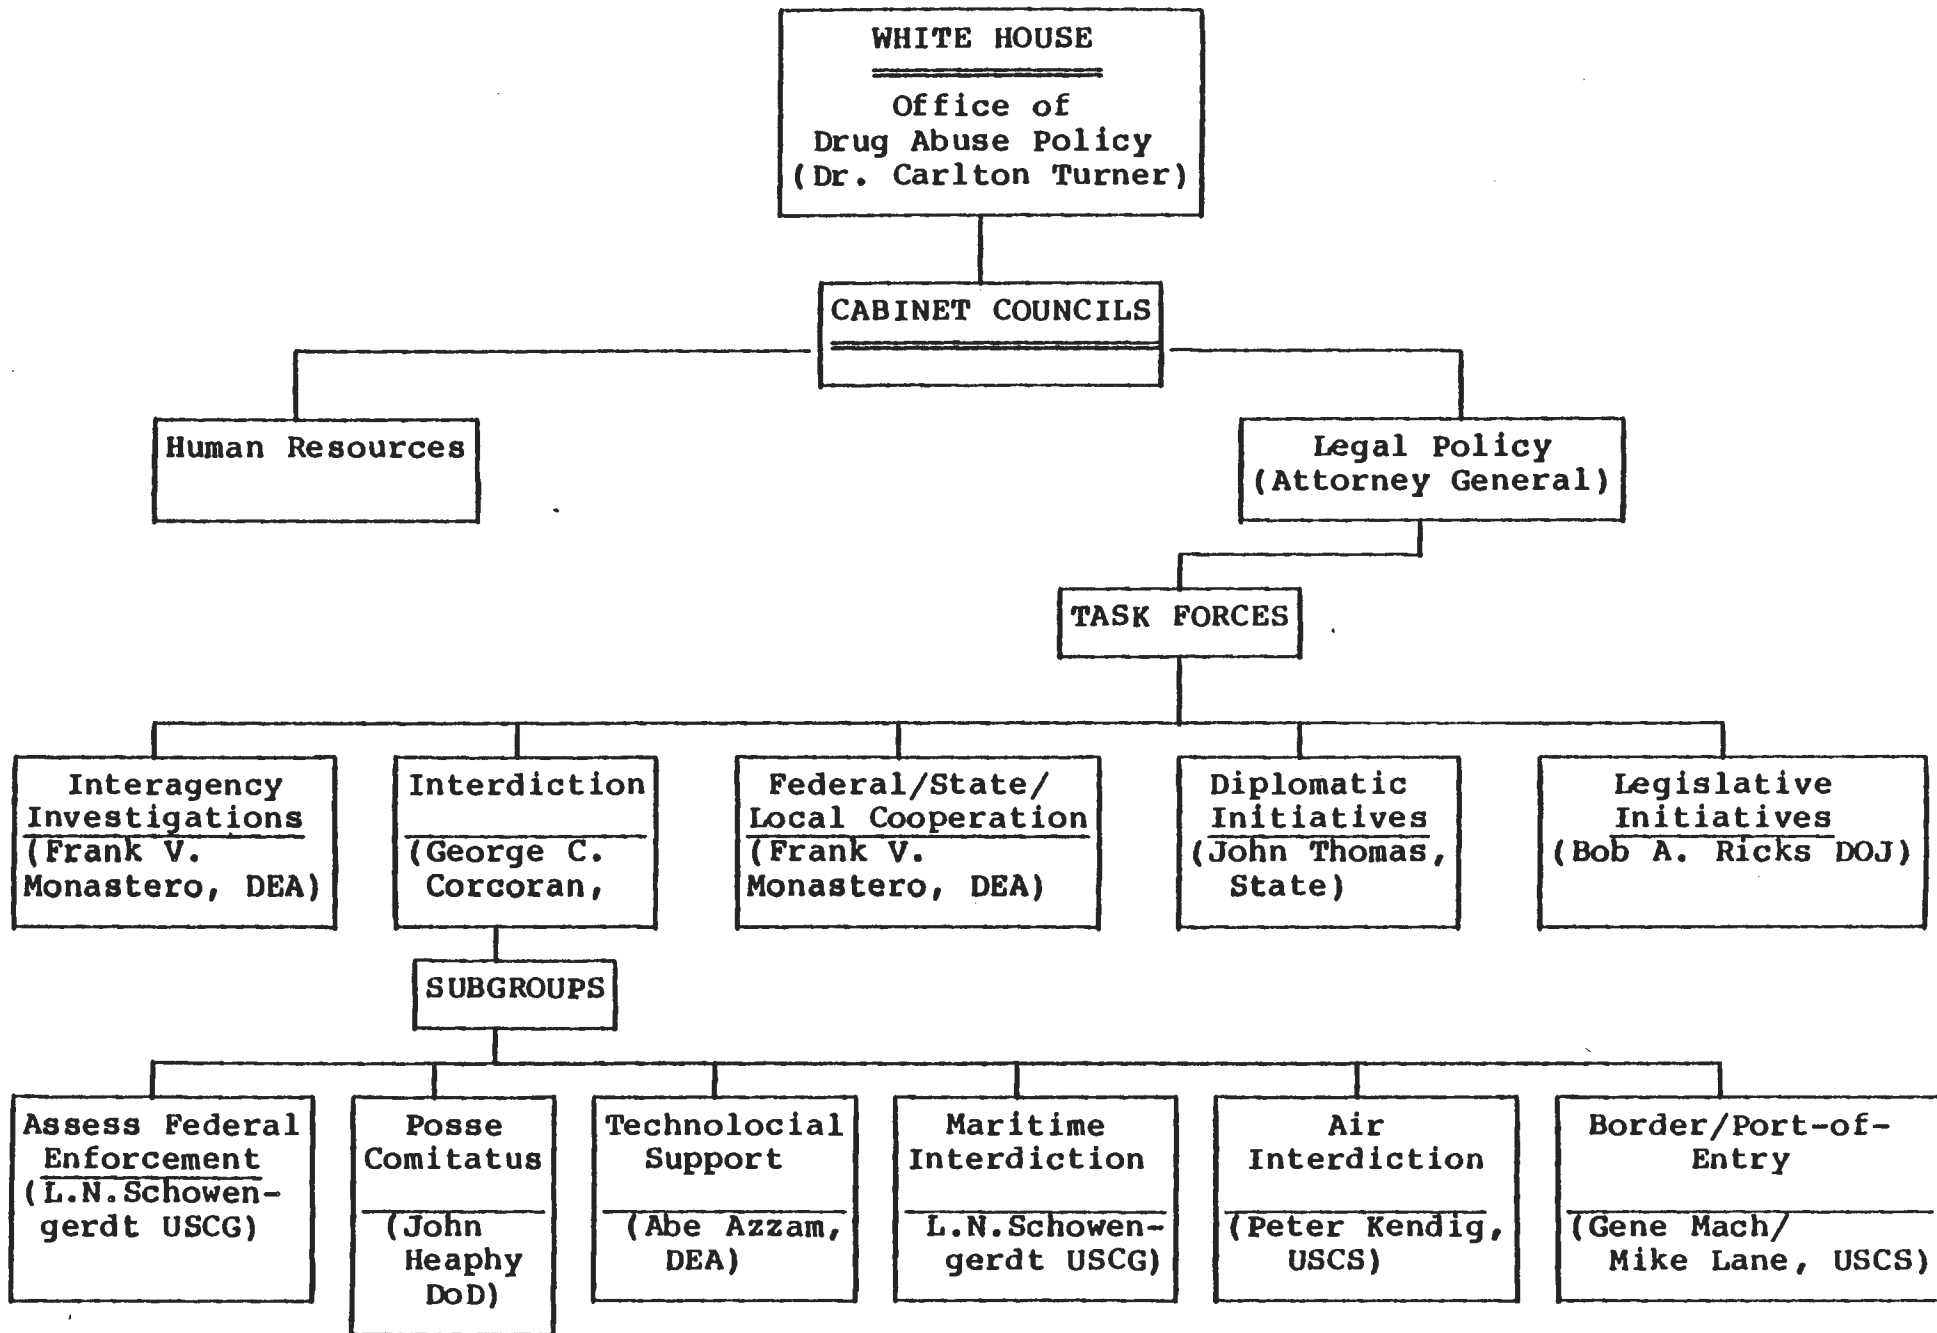 WHITE HOUSE
Office of
Drug Abuse Policy
(Dr. Carlton Turner)
CABINET COUNCILS
Human Resources
Legal Policy
(Attorney General)
TASK FORCES
Interagency
Investigations
(Frank V.
Monastero, DEA)
Interdiction
(George C.
Corcoran,
Federal/State/
Local Cooperation
(Frank V.
Monastero, DEA)
Diplomatic
Initiatives
(John Thomas,
State)
Legislative
Initiatives
(Bob A. Ricks DOJ)
SUBGROUPS
Assess Federal
Enforcement
(L.N.Schowen-
gerdt USCG)
Posse
Comitatus
(John
Heaphy
DoD)
Technolocial
Support
(Abe Azzam,
DEA)
Maritime
Interdiction
L.N.Schowen-
gerdt USCG)
Air
Interdiction
(Peter Kendig,
USCS)
Border/Port-of-
Entry
(Gene Mach/
Mike Lane, USCS)